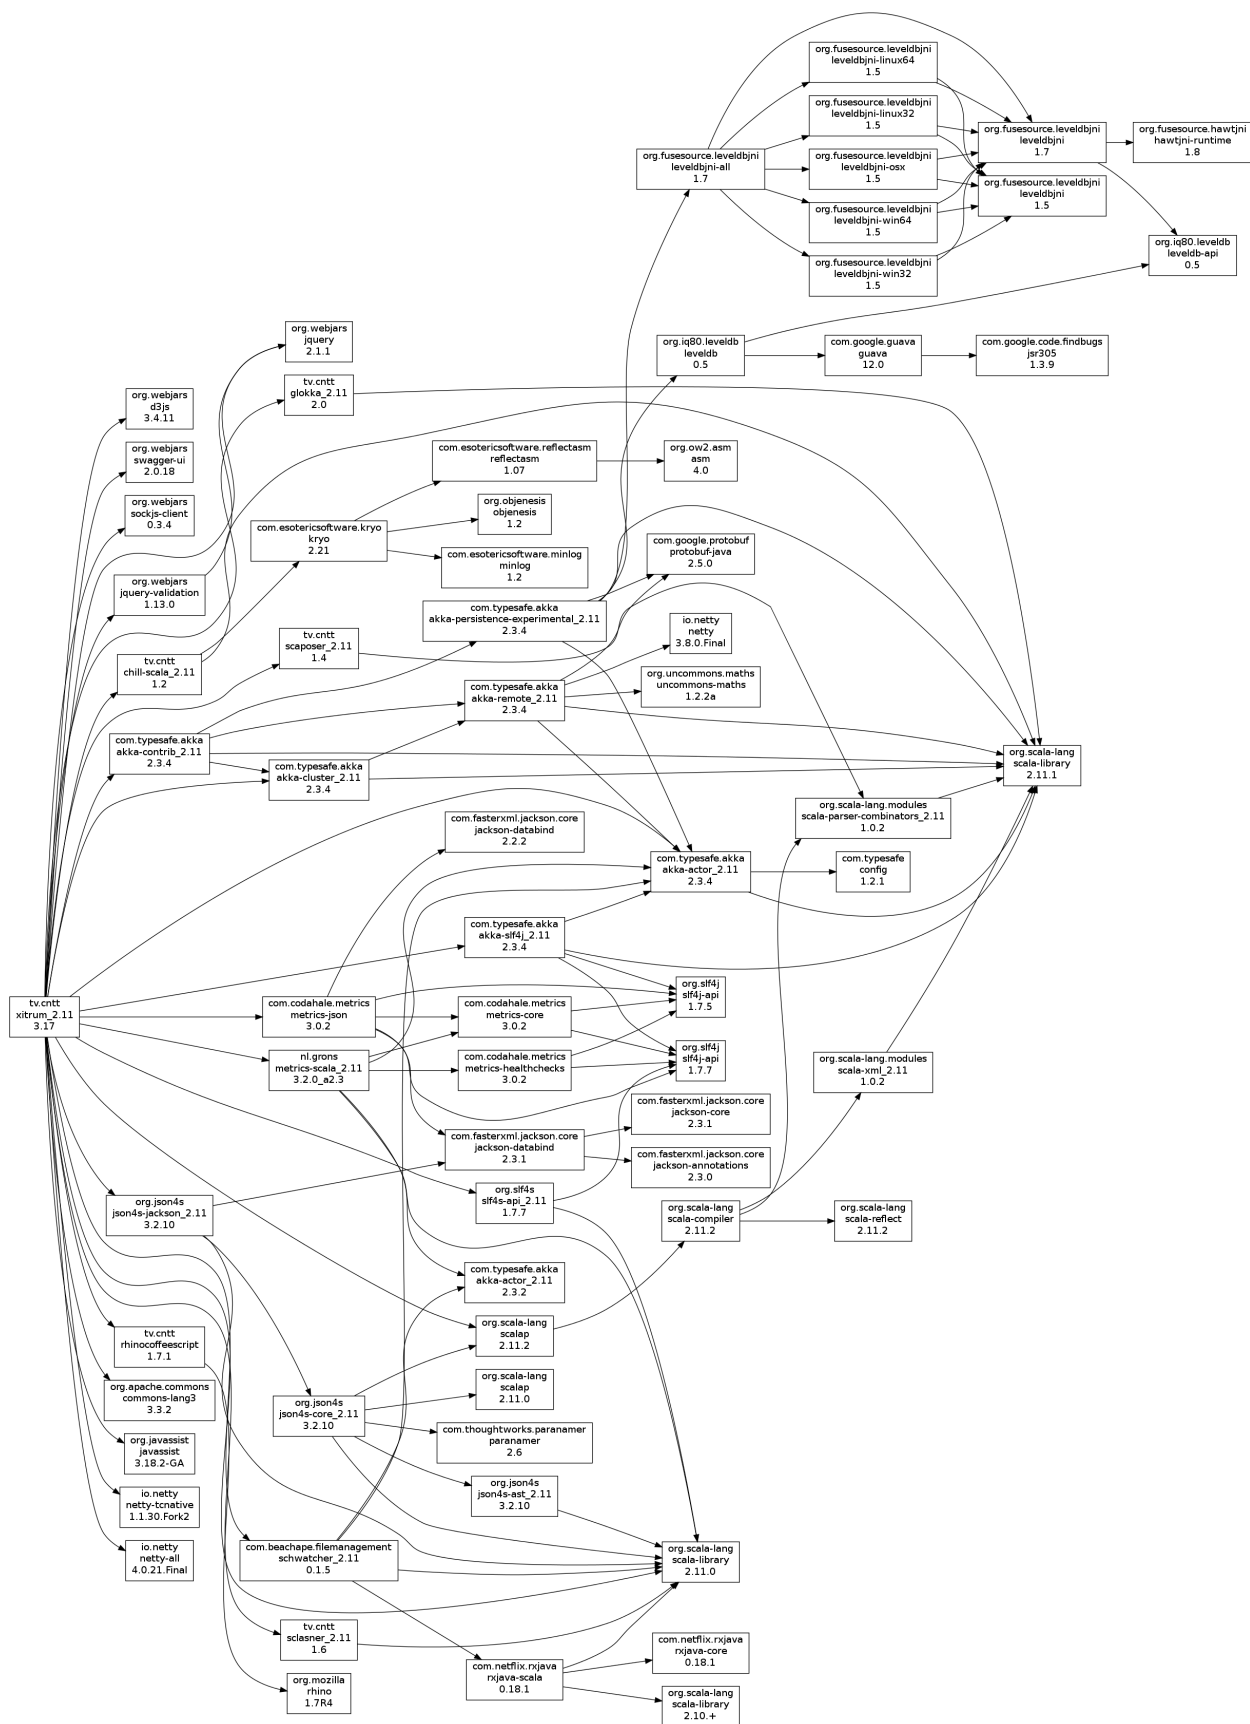 org.fusesource.leveldbjni
leveldbjni-linux64
1.5
org.fusesource.leveldbjni
leveldbjni-linux32
1.5
org.fusesource.leveldbjni
leveldbjni
1.7
org.fusesource.hawtjni
hawtjni-runtime
1.8
org.fusesource.leveldbjni
leveldbjni-all
1.7
org.fusesource.leveldbjni
leveldbjni-osx
1.5
org.fusesource.leveldbjni
leveldbjni
1.5
org.fusesource.leveldbjni
leveldbjni-win64
1.5
org.iq80.leveldb
leveldb-api
0.5
org.fusesource.leveldbjni
leveldbjni-win32
1.5
org.webjars
jquery
2.1.1
org.iq80.leveldb
leveldb
0.5
com.google.guava
guava
12.0
com.google.code.findbugs
jsr305
1.3.9
org.webjars
d3js
3.4.11
tv.cntt
glokka_2.11
2.0
org.webjars
swagger-ui
2.0.18
com.esotericsoftware.reflectasm
reflectasm
1.07
org.ow2.asm
asm
4.0
org.webjars
sockjs-client
0.3.4
org.objenesis
objenesis
1.2
com.esotericsoftware.kryo
kryo
2.21
com.esotericsoftware.minlog
minlog
1.2
com.google.protobuf
protobuf-java
2.5.0
org.webjars
jquery-validation
1.13.0
com.typesafe.akka
akka-persistence-experimental_2.11
2.3.4
tv.cntt
scaposer_2.11
1.4
io.netty
netty
3.8.0.Final
tv.cntt
chill-scala_2.11
1.2
com.typesafe.akka
akka-remote_2.11
2.3.4
org.uncommons.maths
uncommons-maths
1.2.2a
com.typesafe.akka
akka-contrib_2.11
2.3.4
com.typesafe.akka
akka-cluster_2.11
2.3.4
org.scala-lang
scala-library
2.11.1
com.fasterxml.jackson.core
jackson-databind
2.2.2
org.scala-lang.modules
scala-parser-combinators_2.11
1.0.2
com.typesafe.akka
akka-actor_2.11
2.3.4
com.typesafe
config
1.2.1
com.typesafe.akka
akka-slf4j_2.11
2.3.4
tv.cntt
xitrum_2.11
3.17
com.codahale.metrics
metrics-json
3.0.2
com.codahale.metrics
metrics-core
3.0.2
org.slf4j
slf4j-api
1.7.5
nl.grons
metrics-scala_2.11
3.2.0_a2.3
com.codahale.metrics
metrics-healthchecks
3.0.2
org.slf4j
slf4j-api
1.7.7
org.scala-lang.modules
scala-xml_2.11
1.0.2
com.fasterxml.jackson.core
jackson-core
2.3.1
com.fasterxml.jackson.core
jackson-databind
2.3.1
com.fasterxml.jackson.core
jackson-annotations
2.3.0
org.json4s
json4s-jackson_2.11
3.2.10
org.slf4s
slf4s-api_2.11
1.7.7
org.scala-lang
scala-compiler
2.11.2
org.scala-lang
scala-reflect
2.11.2
com.typesafe.akka
akka-actor_2.11
2.3.2
tv.cntt
rhinocoffeescript
1.7.1
org.scala-lang
scalap
2.11.2
org.apache.commons
commons-lang3
3.3.2
org.json4s
json4s-core_2.11
3.2.10
org.scala-lang
scalap
2.11.0
org.javassist
javassist
3.18.2-GA
com.thoughtworks.paranamer
paranamer
2.6
io.netty
netty-tcnative
1.1.30.Fork2
org.json4s
json4s-ast_2.11
3.2.10
io.netty
netty-all
4.0.21.Final
com.beachape.filemanagement
schwatcher_2.11
0.1.5
org.scala-lang
scala-library
2.11.0
tv.cntt
sclasner_2.11
1.6
com.netflix.rxjava
rxjava-core
0.18.1
org.mozilla
rhino
1.7R4
com.netflix.rxjava
rxjava-scala
0.18.1
org.scala-lang
scala-library
2.10.+